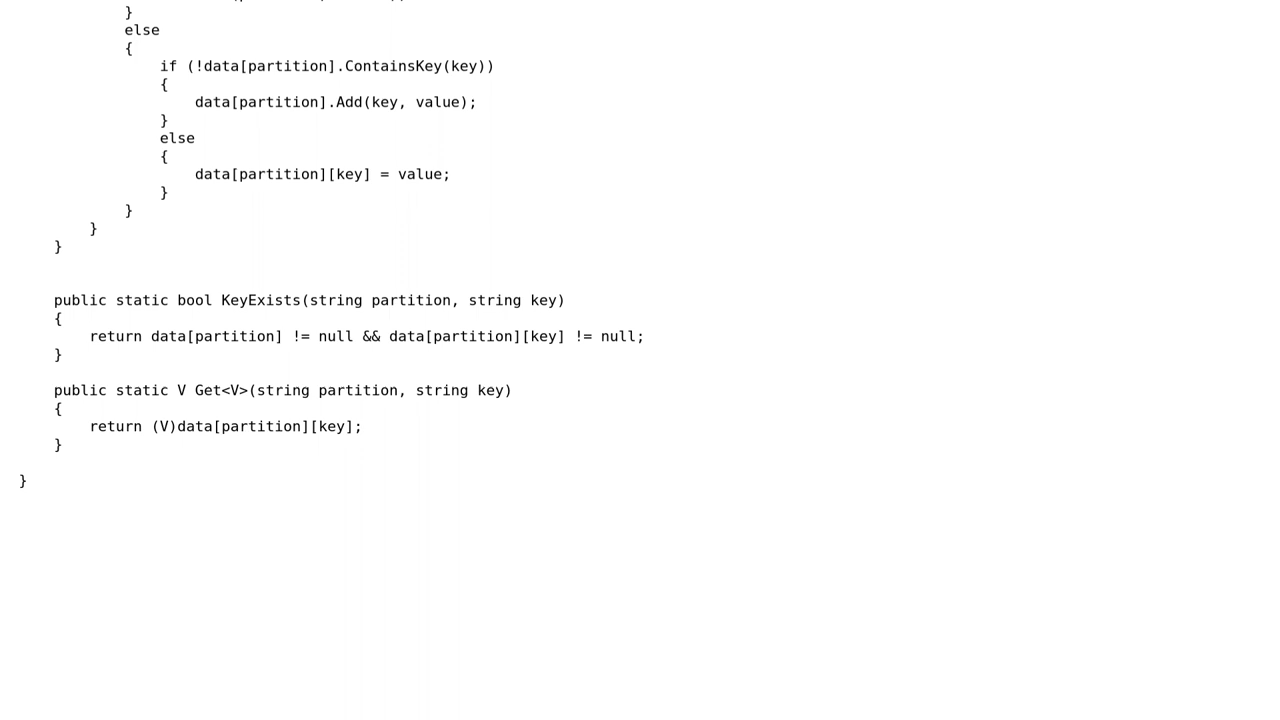 }
else
{
if (!data[partition].ContainsKey(key))
{
data[partition].Add(key, value);
}
else
{
data[partition][key] = value;
}
}
}
}
public static bool KeyExists(string partition, string key)
{
return data[partition] != null && data[partition][key] != null;
}
public static V Get<V>(string partition, string key)
{
return (V)data[partition][key];
}
}